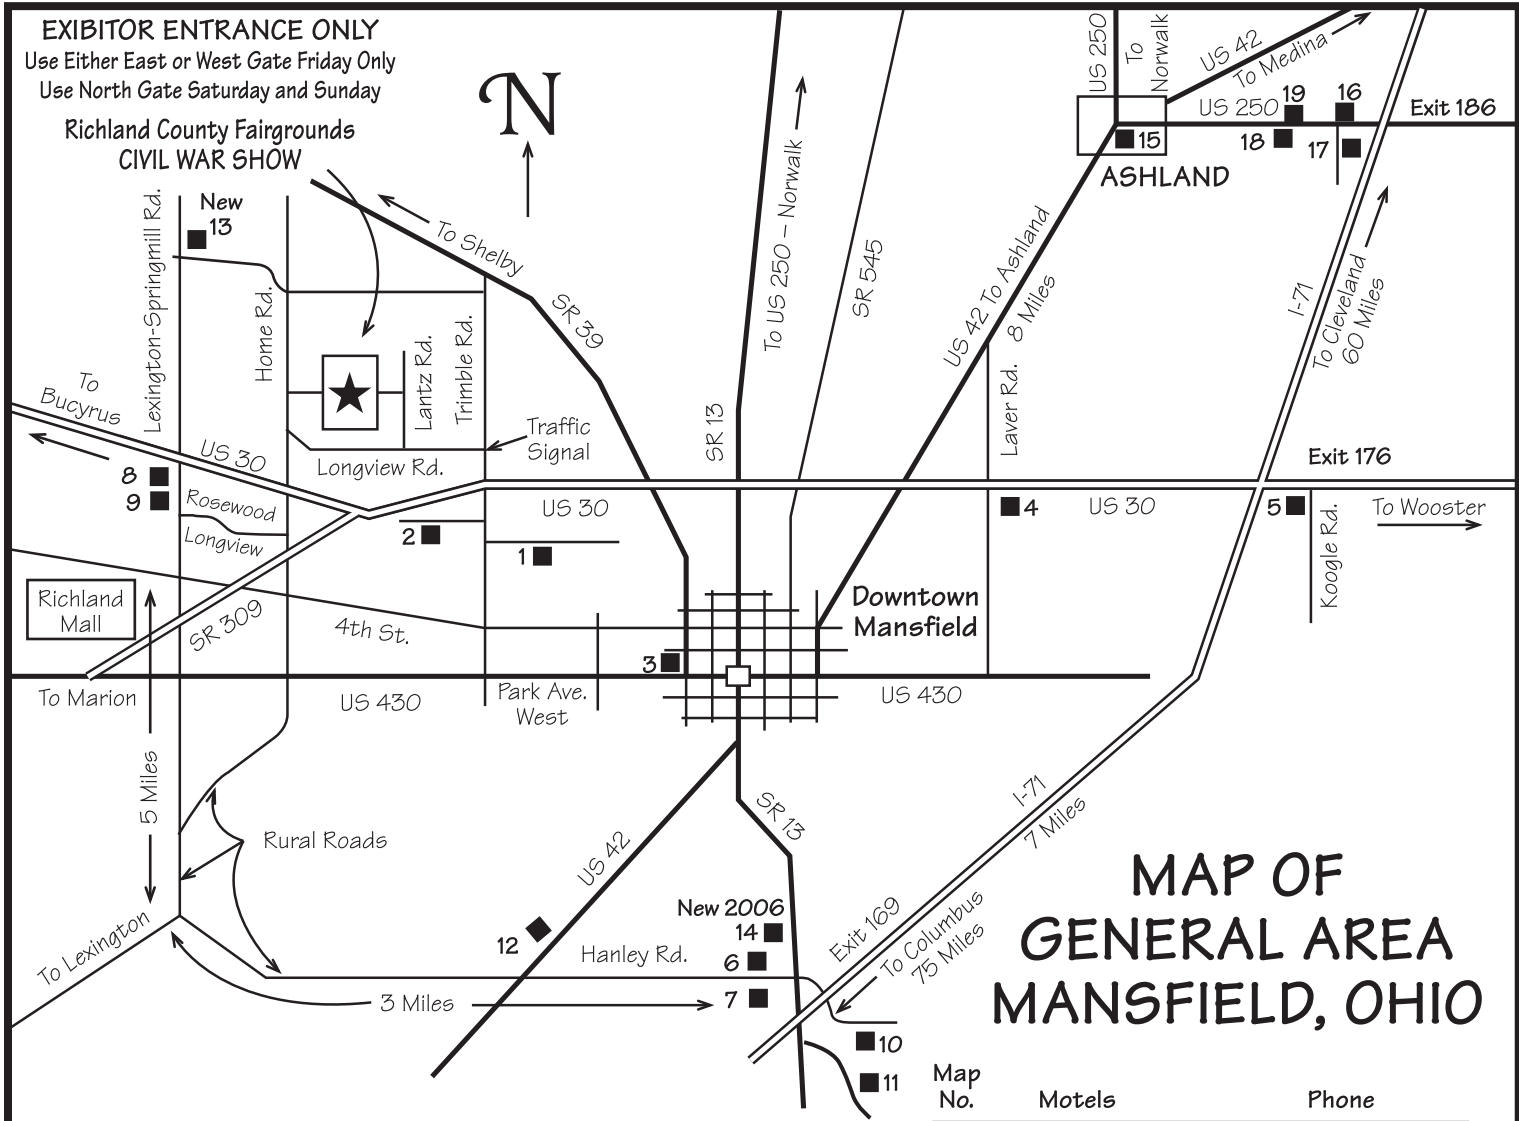 EXIBITOR ENTRANCE ONLY
Use Either East or West Gate Friday Only
Use North Gate Saturday and Sunday
Richland County Fairgrounds
CIVIL WAR SHOW
N
US 250
To
Norwalk
US 42
To Medina
US 250
19
16
Exit 186
15
18
17
ASHLAND
New
13
Lexington-Springmill Rd.
Home Rd.
To Shelby
SR 39
To US 250 – Norwalk
SR 545
US 42 To Ashland
8 Miles
I-71
To Cleveland
60 Miles
Lantz Rd.
Trimble Rd.
SR 13
Laver Rd.
To
Bucyrus
US 30
Traffic
Signal
Longview Rd.
Exit 176
8
9
Rosewood
Longview
US 30
2
1
4
US 30
5
To Wooster
Koogle Rd.
Richland
Mall
SR 309
4th St.
Downtown
Mansfield
3
To Marion
US 430
Park Ave.
West
US 430
5 Miles
Rural Roads
SR 13
I-71
7 Miles
US 42
MAP OF
GENERAL AREA
MANSFIELD, OHIO
To Lexington
12
New 2006
14
Hanley Rd.
6
7
3 Miles
Exit 169
To Columbus
75 Miles
10
11
Map
No.
Motels
Phone